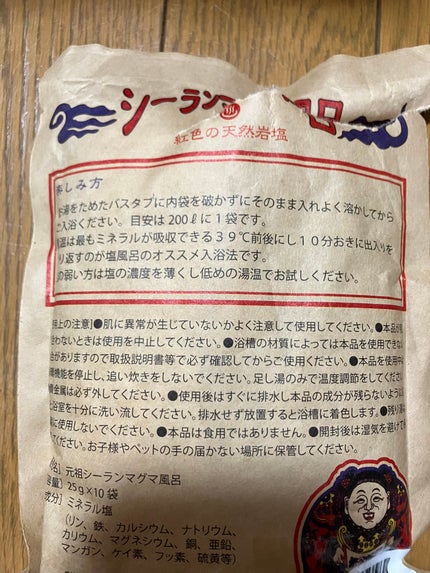 シーラン
風呂
紅色の天然岩塩
楽しみ方
お湯をためたバスタブに内袋を破かずにそのまま入れよく溶かしてから
ご入浴ください。目安は200ℓに1袋です。
温は最もミネラルが吸収できる39℃前後にし10分おきに出入りを
り返すのが塩風呂のオススメ入浴法です。
の弱い方は塩の濃度を薄くし低めの湯温でお試しください。
用上の注意】●肌に異常が生じていないかよく注意して使用してください。●本品が
合わないときは使用を中止してください。●浴槽の材質によっては本品を使用でき
合がありますので取扱説明書等で必ず確認してからご使用ください。●本品を使用中
機能を停止し、追い炊きをしないでください。足し湯のみで温度調節をしてくだ
金属は必ず外してください。●使用後はすぐに排水し本品の成分が残らないように
と浴室を十分に洗い流してください。排水せず放置すると浴槽に着色します。●残り湯
に使用しないでください。●本品は食用ではありません。●開封後は湿気を避けて
てください。お子様やペットの手の届かない場所に保管してください。
名】元祖シーランマグマ風呂
容量）25g×10袋
成分）ミネラル塩
（リン、鉄、カルシウム、ナトリウム、
カリウム、マグネシウム、銅、亜鉛、
マンガン、ケイ素、フッ素、硫黄等）